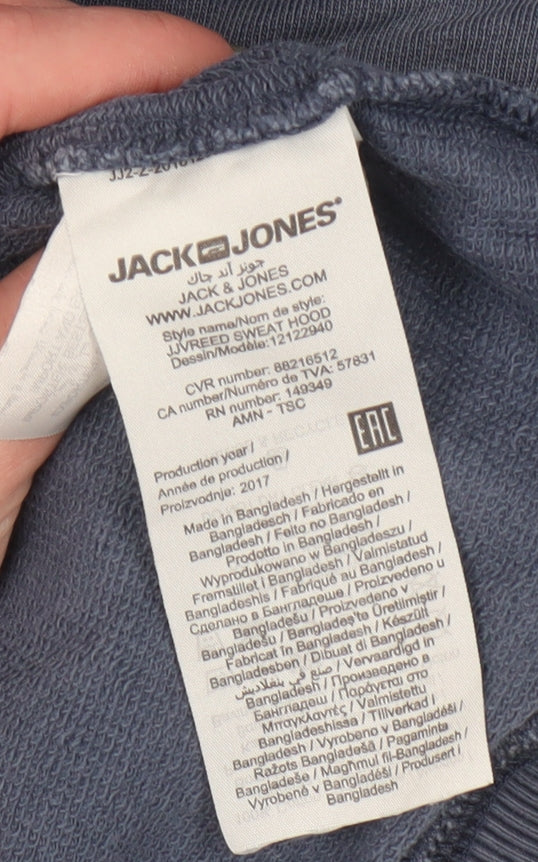 JACK & JONES®
جونز آند جاك
JACK & JONES
WWW.JACKJONES.COM
Style name/Nom de style:
JJVREED SWEAT HOOD
Dessin/Modèle:12122940
CVR number: 88216512
CA number/Numéro de TVA: 57831
RN number: 149349
AMN - TSC
EAC
Production year /
Année de production /
Proizvodnja: 2017
Made in Bangladesh / Hergestellt in
Bangladesch / Fabricado en
Bangladesh / Feito no Bangladesh /
Prodotto in Bangladesh /
Wyprodukowano w Bangladeszu /
Fremstillet i Bangladesh / Valmistatud
Bangladeshis / Fabriqué au Bangladesh /
Сделано в Бангладеше / Proizvedeno u
Bangladešu / Proizvedeno v
Bangladešu / Bangladeş'te Üretilmiştir /
Fabricat în Bangladesh / Készült
Bangladesben / Dibuat di Bangladesh /
صنع في بنغلاديش / Vervaardigd in
Bangladesh / Произведено в
Бангладеш / Παράγεται στο
Μπαγκλαντές / Valmistettu
Bangladeshissa / Tillverkad i
Bangladesh / Vyrobeno v Bangladéši /
Ražots Bangladešā / Pagaminta
Bangladeše / Magħmul fil-Bangladesh /
Vyrobené v Bangladéši / Produsert i
Bangladesh